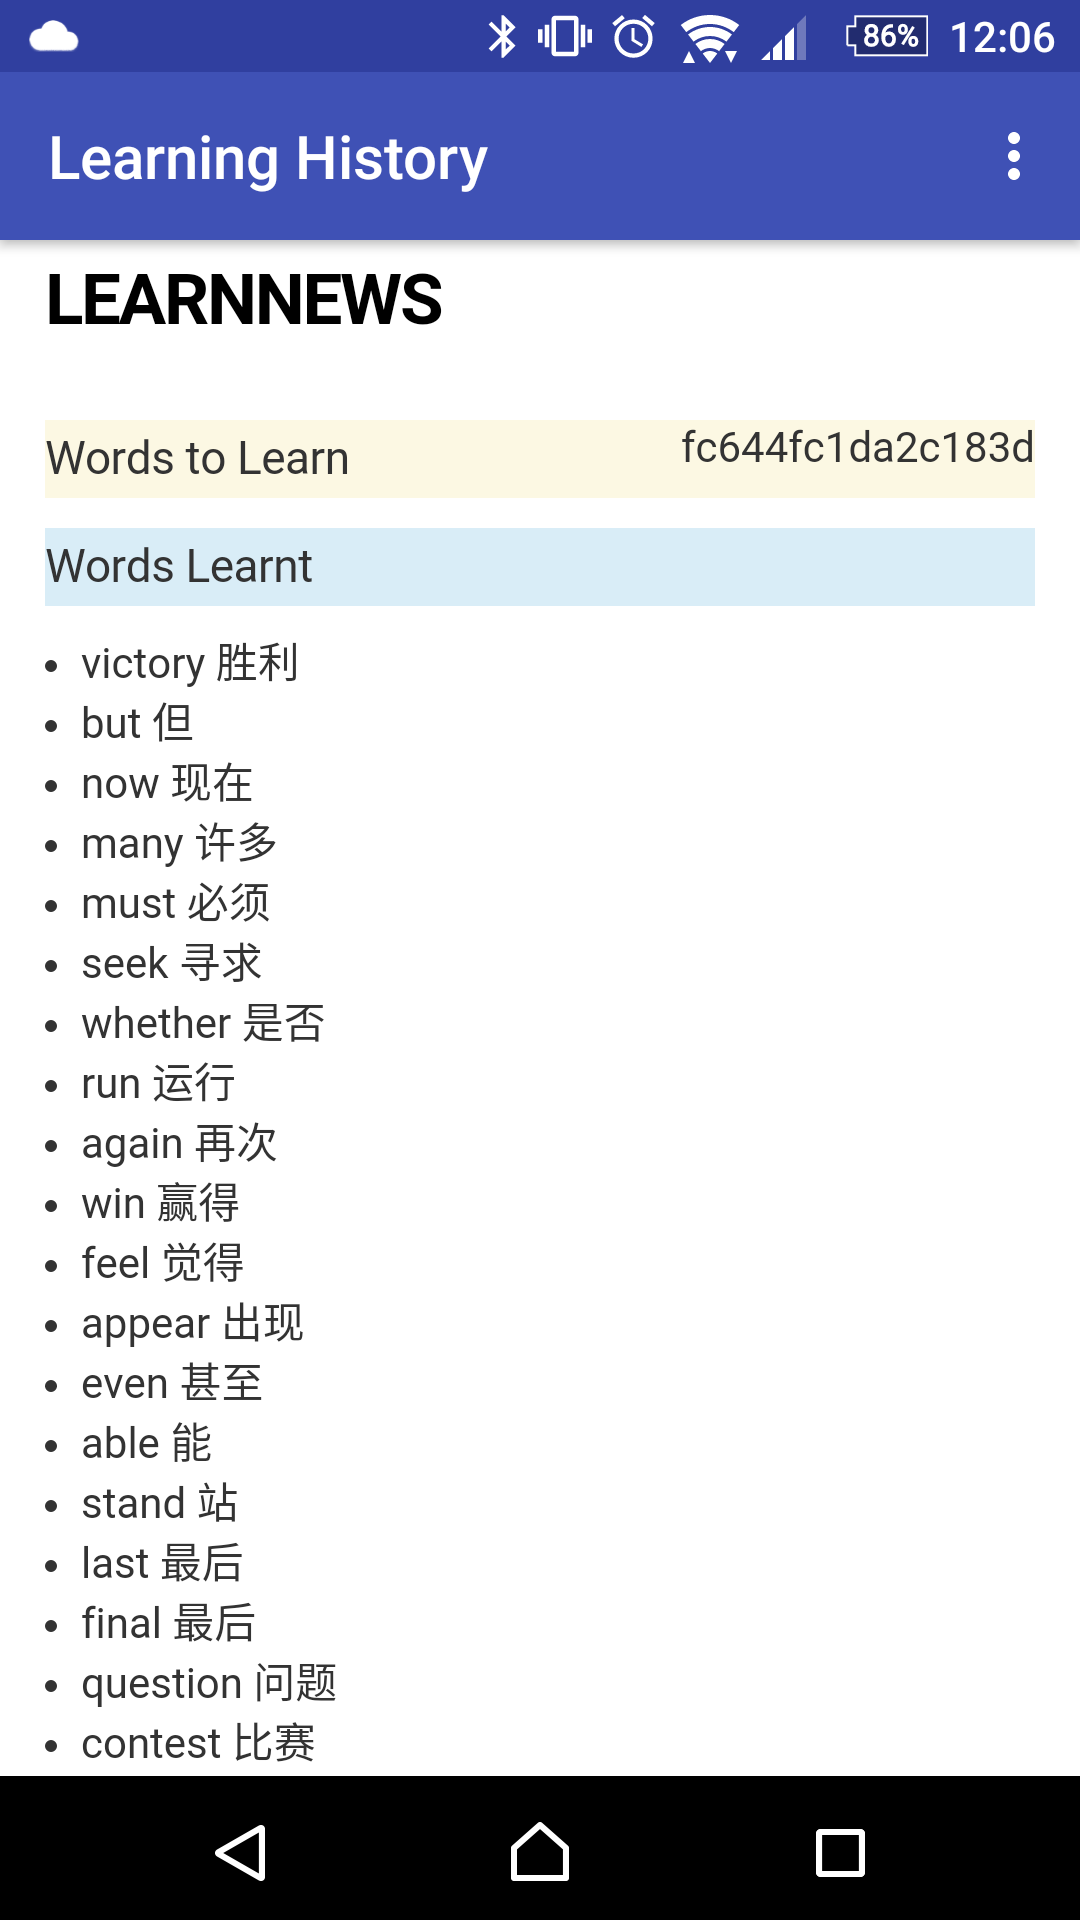 86% 12:06
Learning History
LEARNNEWS
Words to Learn fc644fc1da2c183d
Words Learnt
victory 胜利
but 但
now 现在
many 许多
must 必须
seek 寻求
whether 是否
run 运行
again 再次
win 赢得
feel 觉得
appear 出现
even 甚至
able 能
stand 站
last 最后
final 最后
question 问题
contest 比赛